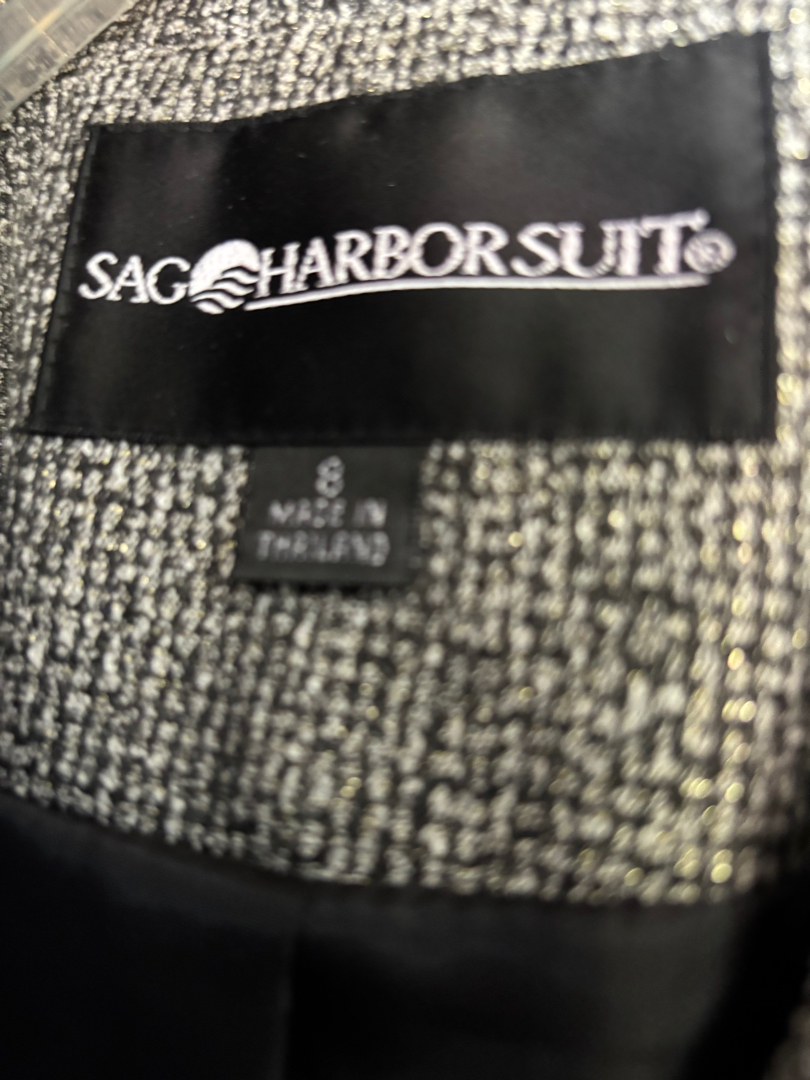 SAG HARBOR SUIT®
8
MADE IN
THAILAND